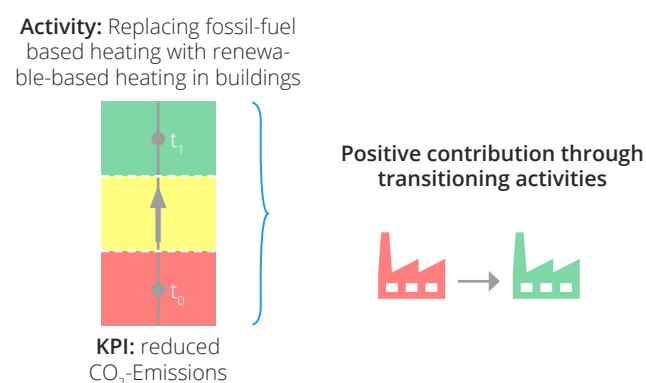 Activity: Replacing fossil-fuel
based heating with renewa-
ble-based heating in buildings
t₁
Positive contribution through
transitioning activities
t₀
KPI: reduced
CO₂-Emissions